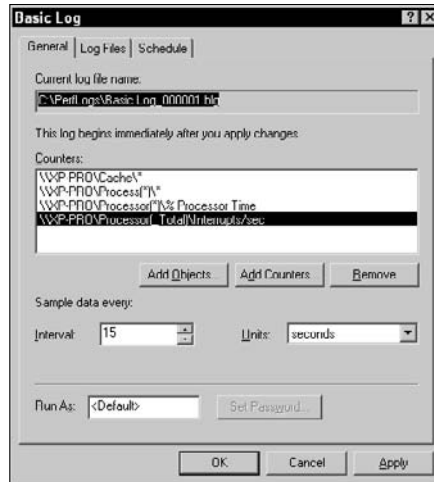 Basic Log
General Log Files Schedule
Current log file name:
C:\PerfLogs\Basic Log_000001.blg
This log begins immediately after you apply changes
Counters:
\\XP-PRO\Cache\*
\\XP-PRO\Process(*)\*
\\XP-PRO\Processor(*)\% Processor Time
\\XP-PRO\Processor(_Total)\Interrupts/sec
Add Objects... Add Counters... Remove
Sample data every:
Interval: 15 Units: seconds
Run As: <Default> Set Password...
OK Cancel Apply